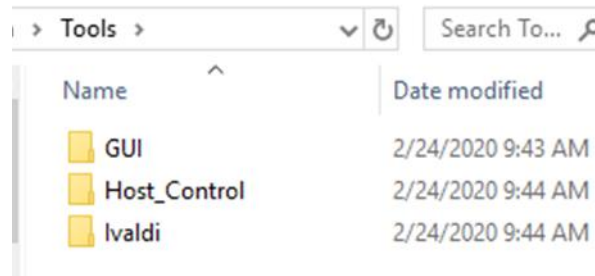 Tools
Search To...
Name Date modified
GUI 2/24/2020 9:43 AM
Host_Control 2/24/2020 9:44 AM
Ivaldi 2/24/2020 9:44 AM